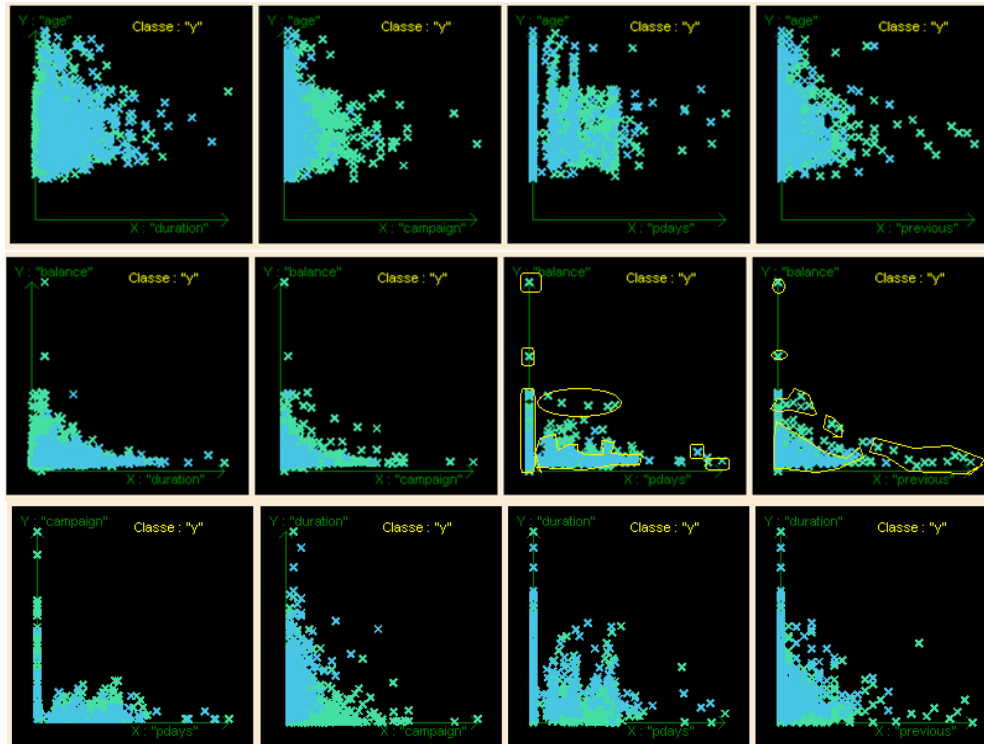 Y : "age" Classe : "y"
X : "duration"
Y : "age" Classe : "y"
X : "campaign"
Y : "age" Classe : "y"
X : "pdays"
Y : "age" Classe : "y"
X : "previous"
Y : "balance" Classe : "y"
X : "duration"
Y : "balance" Classe : "y"
X : "campaign"
Y : "balance" Classe : "y"
X : "pdays"
Y : "balance" Classe : "y"
X : "previous"
Y : "campaign" Classe : "y"
X : "pdays"
Y : "duration" Classe : "y"
X : "campaign"
Y : "duration" Classe : "y"
X : "pdays"
Y : "duration" Classe : "y"
X : "previous"